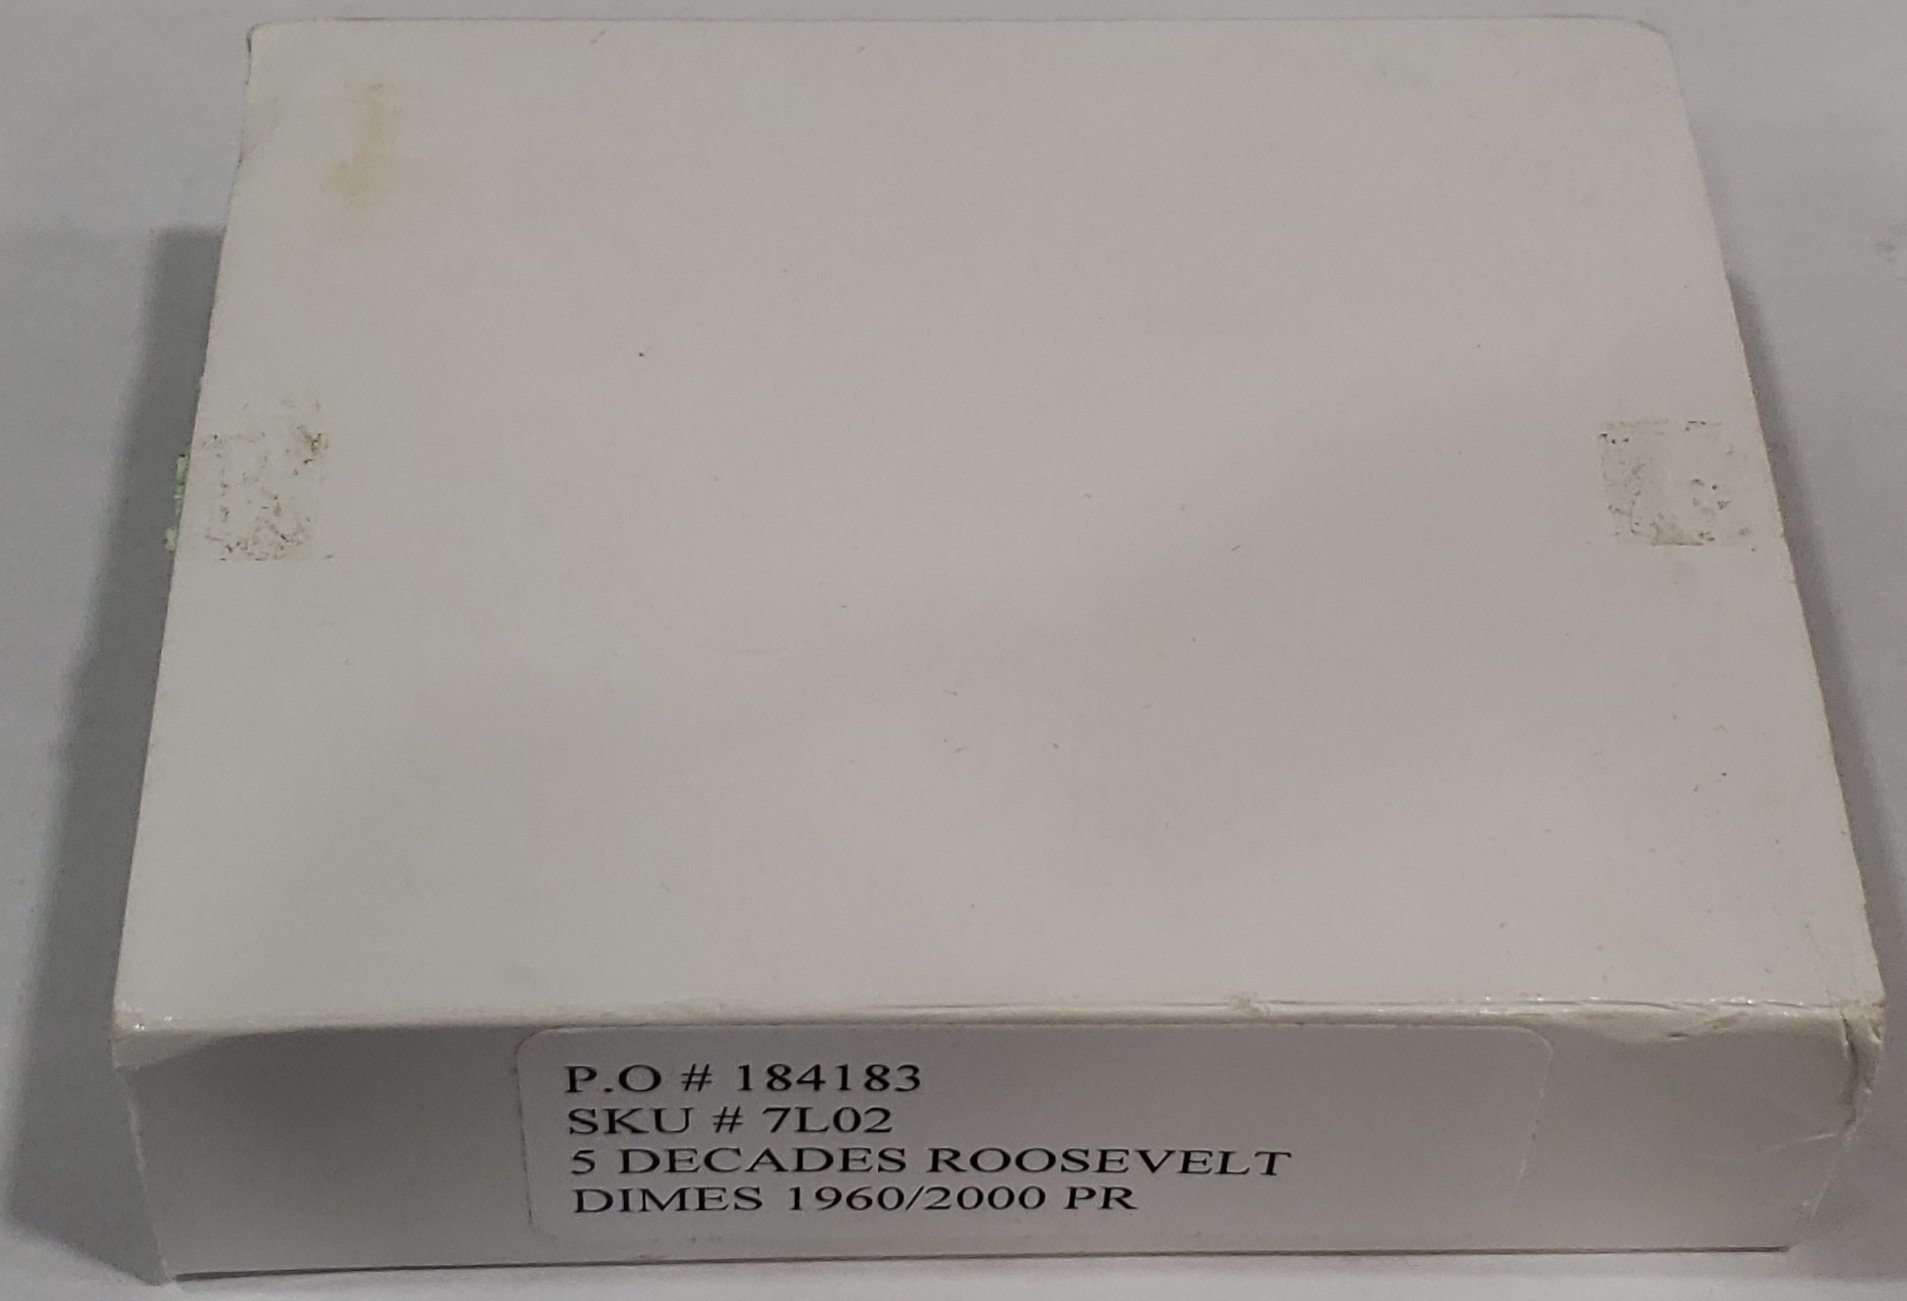 P.O # 184183
SKU # 7L02
5 DECADES ROOSEVELT
DIMES 1960/2000 PR